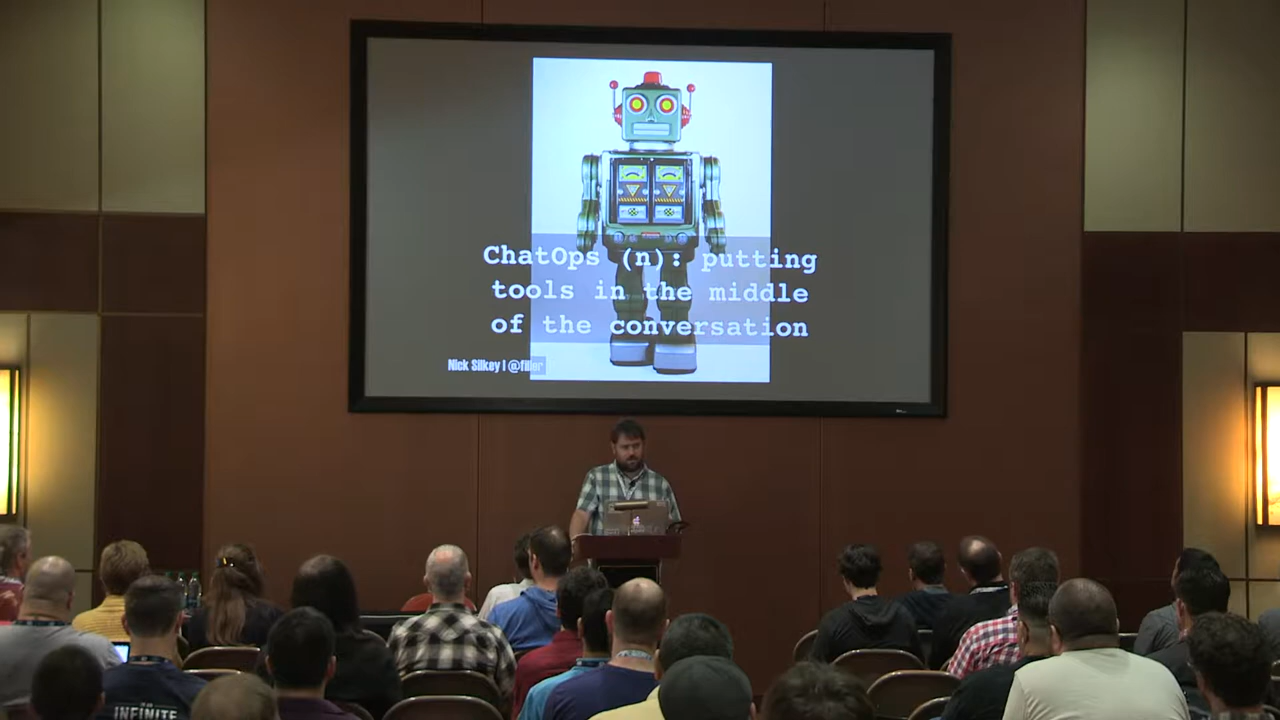 ChatOps (n): putting
tools in the middle
of the conversation
Nick Silkey | @filler
INFINITE